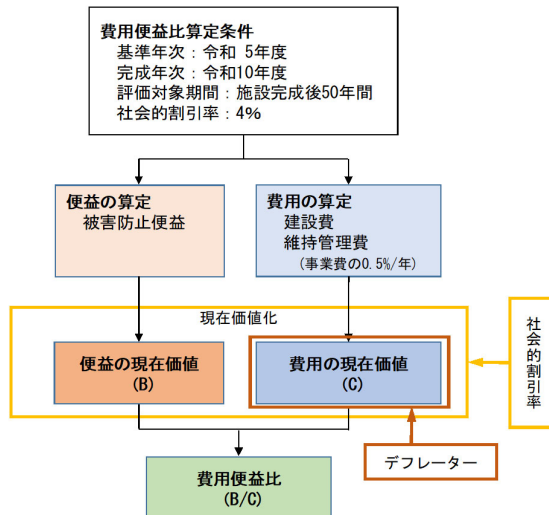 費用便益比算定条件
基準年次：令和 5年度
完成年次：令和10年度
評価対象期間：施設完成後50年間
社会的割引率：4%
便益の算定
被害防止便益
費用の算定
建設費
維持管理費
(事業費の0.5%/年)
現在価値化
便益の現在価値
(B)
費用の現在価値
(C)
社会的割引率
デフレーター
費用便益比
(B/C)